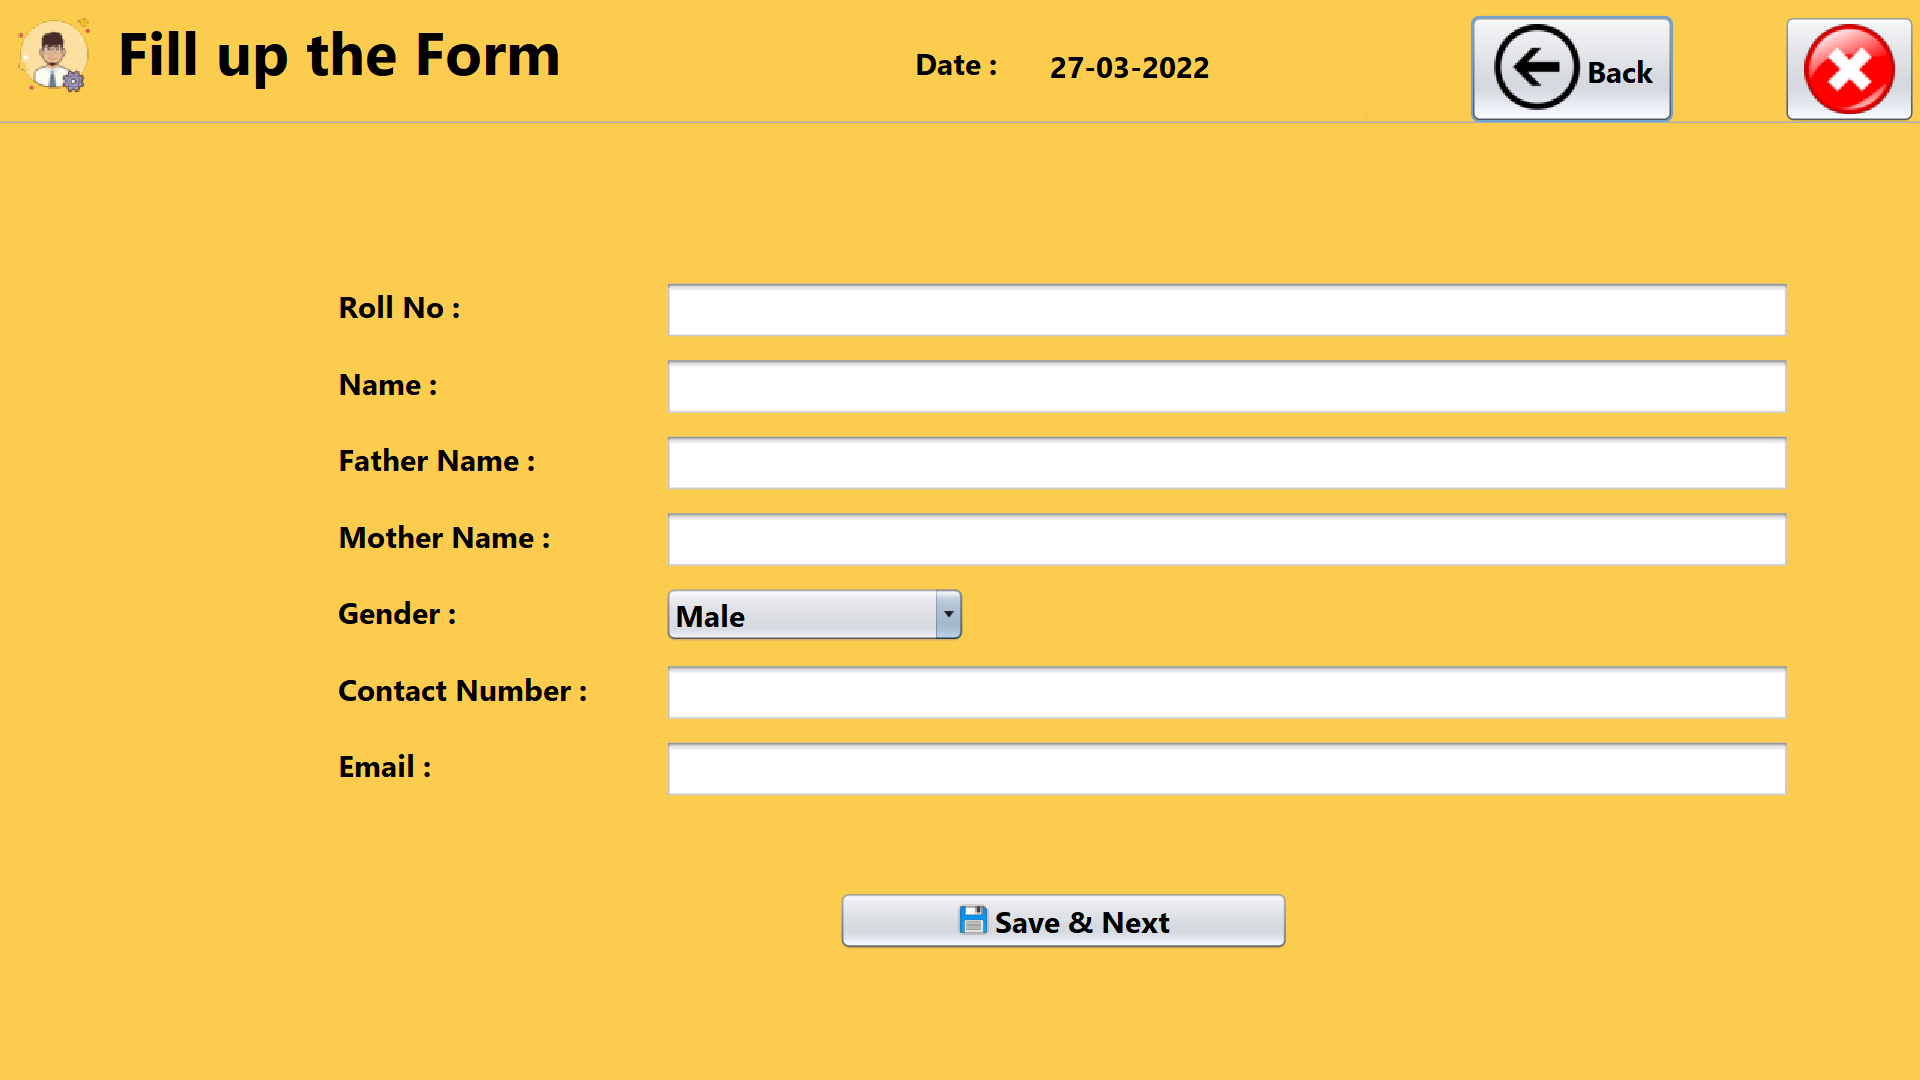 Fill up the Form
Date : 27-03-2022
Back
Roll No :
Name :
Father Name :
Mother Name :
Gender : Male
Contact Number :
Email :
Save & Next